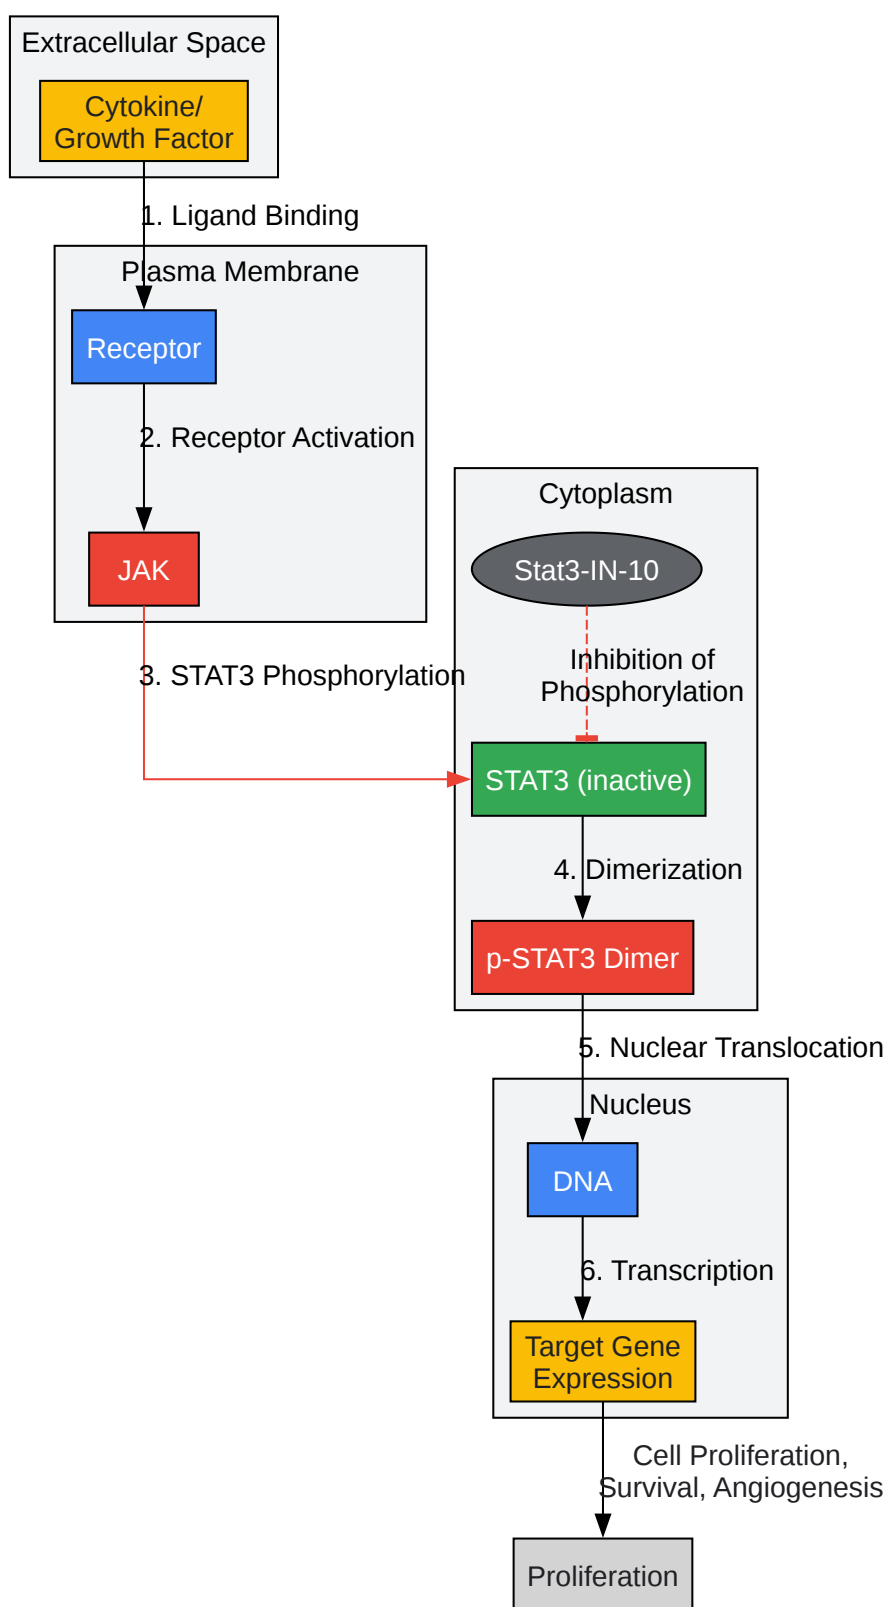 Extracellular Space
Cytokine/
Growth Factor
1. Ligand Binding
Plasma Membrane
Receptor
2. Receptor Activation
JAK
3. STAT3 Phosphorylation
Cytoplasm
Stat3-IN-10
Inhibition of
Phosphorylation
STAT3 (inactive)
4. Dimerization
p-STAT3 Dimer
5. Nuclear Translocation
Nucleus
DNA
6. Transcription
Target Gene
Expression
Cell Proliferation,
Survival, Angiogenesis
Proliferation